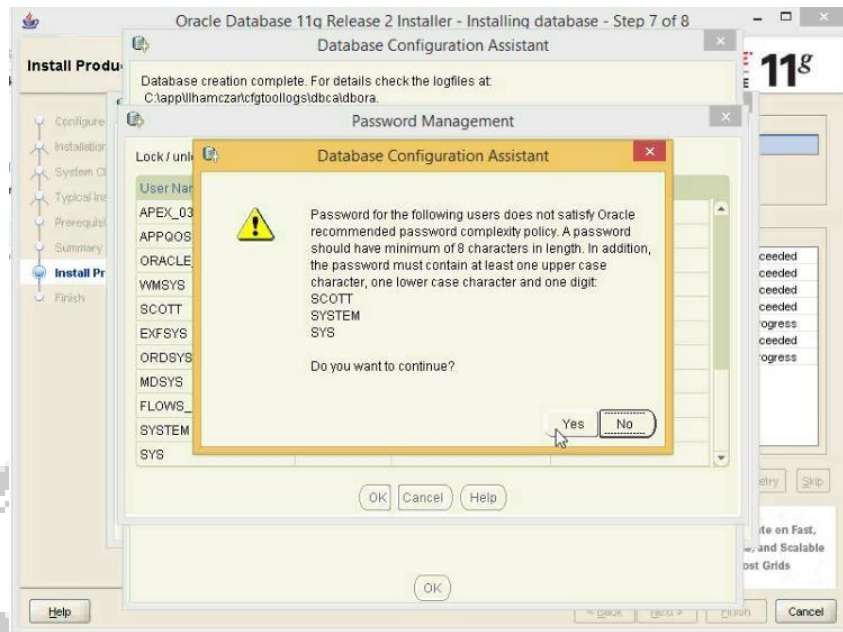 Oracle Database 11g Release 2 Installer - Installing database - Step 7 of 8
Install Produ
11g
Database Configuration Assistant
Database creation complete. For details check the logfiles at:
C:\app\Ilhamczar\cfgtoollogs\dbca\dbora.
Password Management
Lock / unl
User Nar
APEX_03
APPQOS
ORACLE_
WMSYS
SCOTT
EXFSYS
ORDSYS
MDSYS
FLOWS_
SYSTEM
SYS
Database Configuration Assistant
Password for the following users does not satisfy Oracle
recommended password complexity policy. A password
should have minimum of 8 characters in length. In addition,
the password must contain at least one upper case
character, one lower case character and one digit:
SCOTT
SYSTEM
SYS
Do you want to continue?
Yes No
OK Cancel Help
OK
Configure
Installation
System C
Typical Ins
Prerequisi
Summary
Install Pr
Finish
ceeded
ceeded
ceeded
ceeded
rogress
ceeded
rogress
etry Skip
te on Fast,
e, and Scalable
ost Grids
Help
< Back Next > Finish Cancel